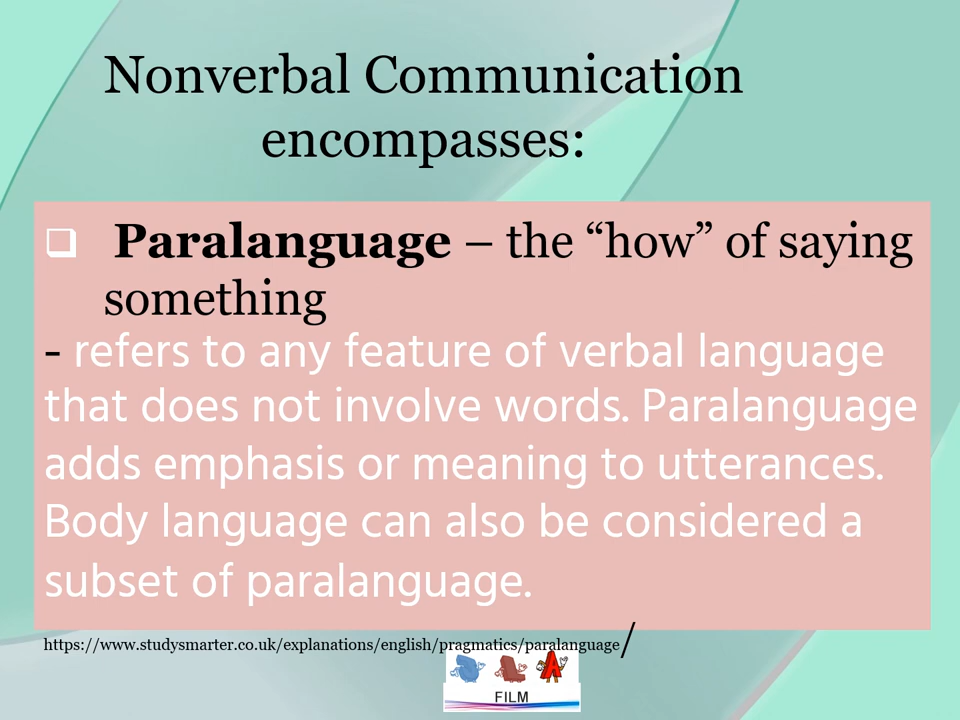 Nonverbal Communication
encompasses:
Paralanguage – the “how” of saying
something
- refers to any feature of verbal language
that does not involve words. Paralanguage
adds emphasis or meaning to utterances.
Body language can also be considered a
subset of paralanguage.
https://www.studysmarter.co.uk/explanations/english/pragmatics/paralanguage/
FILM